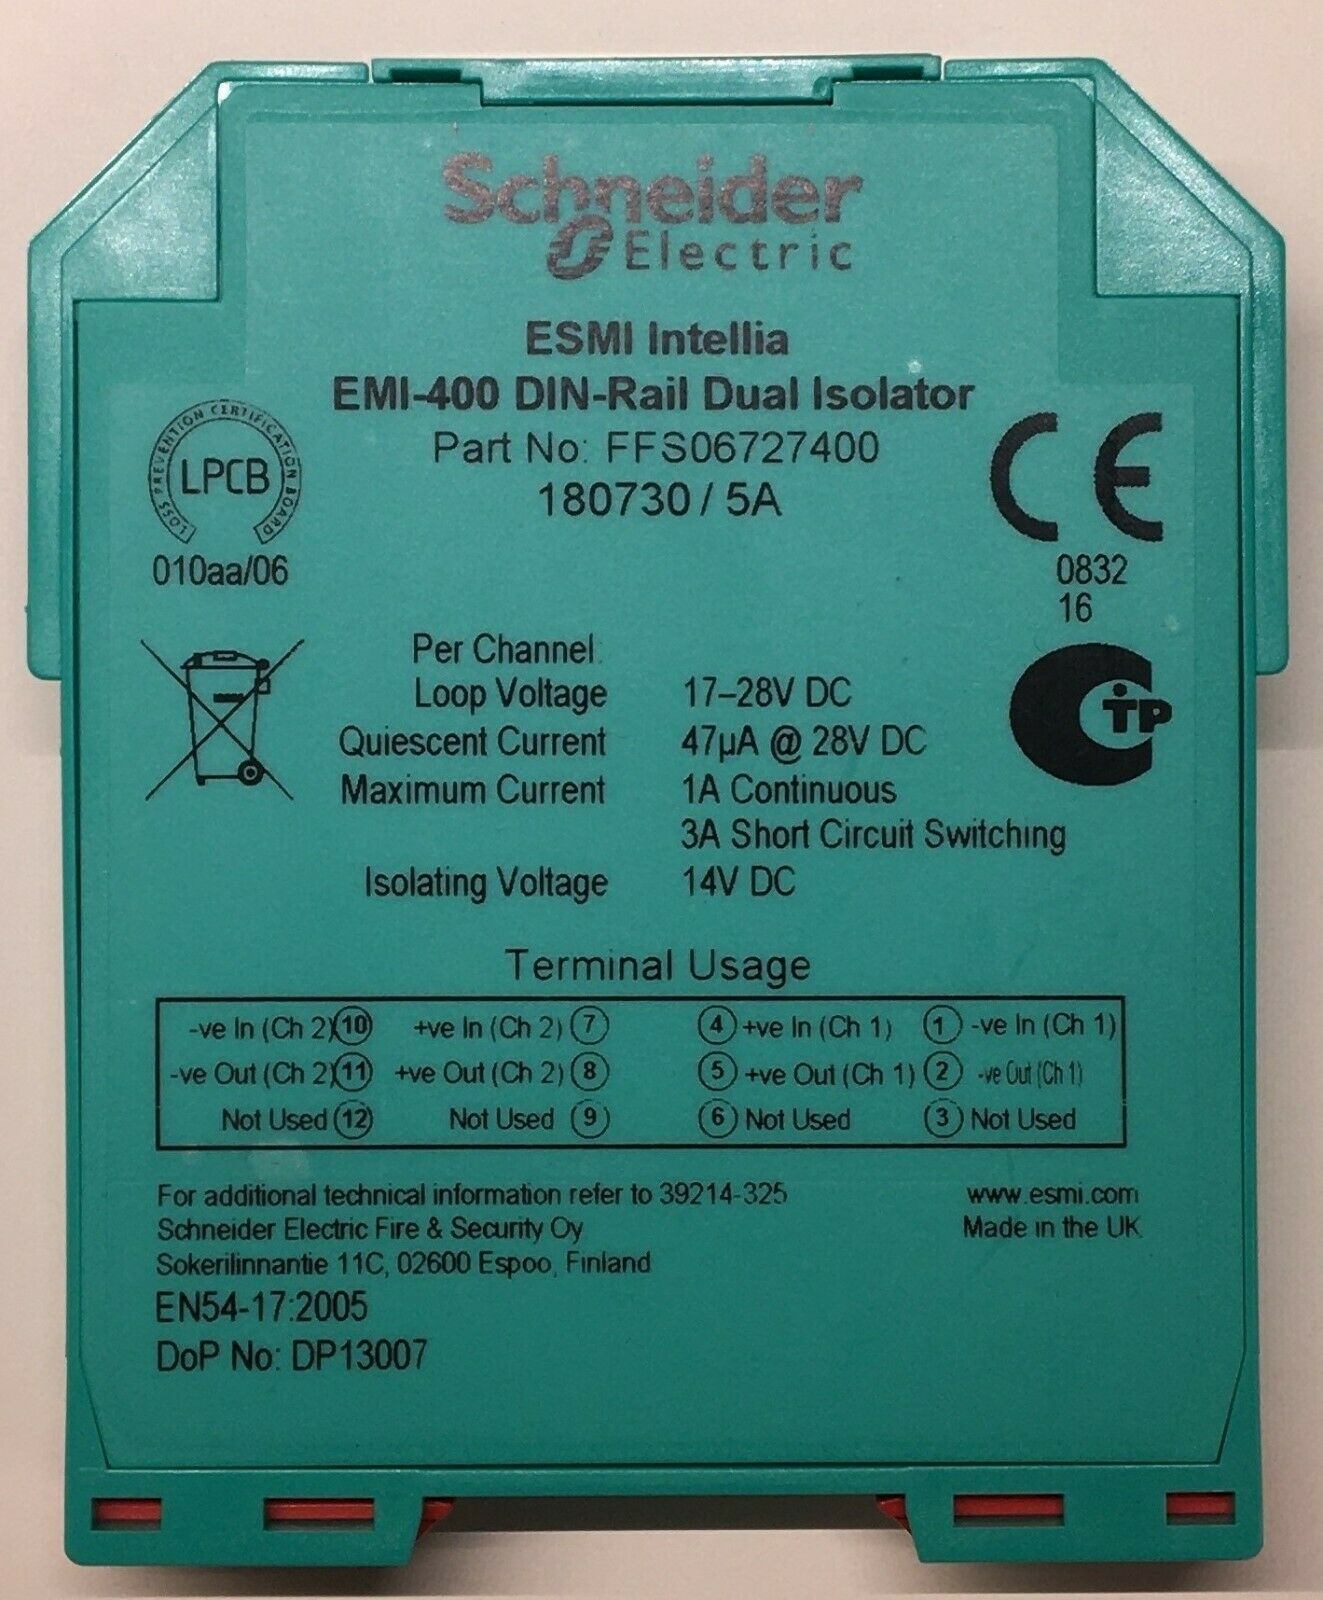 Schneider
Electric
ESMI Intellia
EMI-400 DIN-Rail Dual Isolator
Part No: FFS06727400
180730 / 5A
LOSS PREVENTION CERTIFICATION BOARD
LPCB
010aa/06
CE
0832
16
Per Channel
Loop Voltage 17–28V DC
Quiescent Current 47µA @ 28V DC
Maximum Current 1A Continuous
3A Short Circuit Switching
Isolating Voltage 14V DC
TP
Terminal Usage
-ve In (Ch 2) 10 +ve In (Ch 2) 7 4 +ve In (Ch 1) 1 -ve In (Ch 1)
-ve Out (Ch 2) 11 +ve Out (Ch 2) 8 5 +ve Out (Ch 1) 2 -ve Out (Ch 1)
Not Used 12 Not Used 9 6 Not Used 3 Not Used
For additional technical information refer to 39214-325 www.esmi.com
Schneider Electric Fire & Security Oy Made in the UK
Sokerilinnantie 11C, 02600 Espoo, Finland
EN54-17:2005
DoP No: DP13007